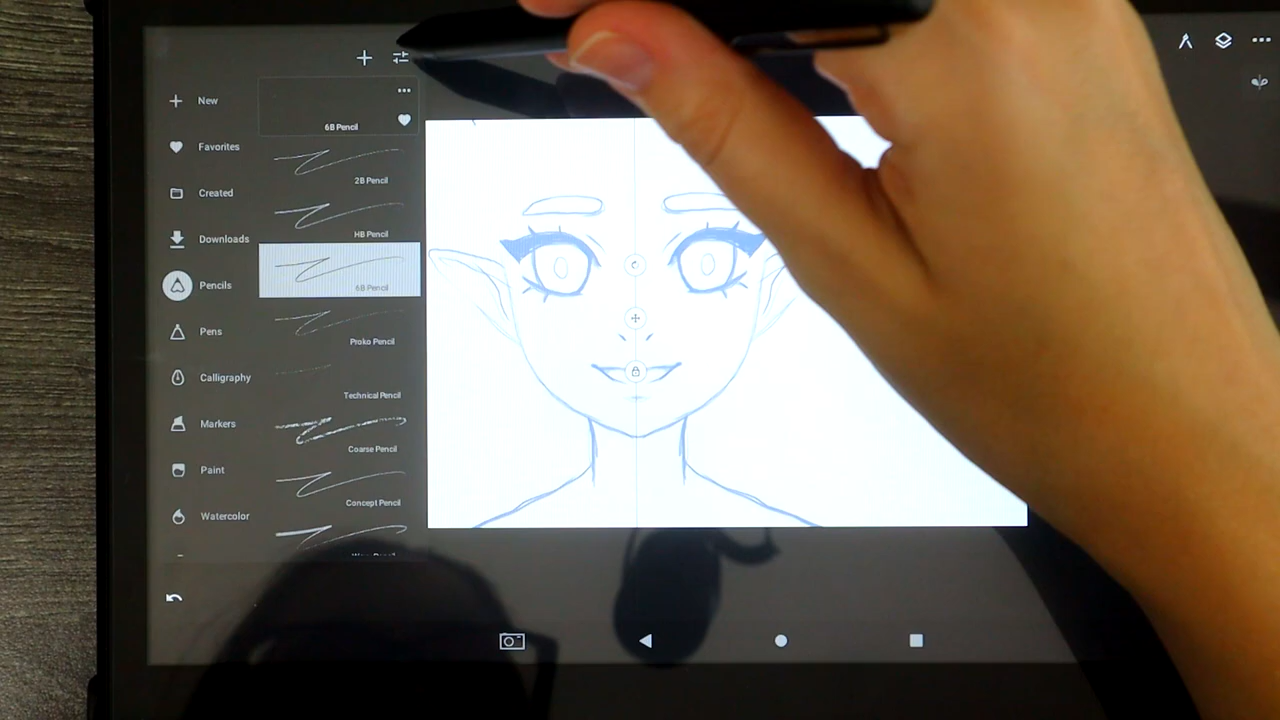 New
Favorites
Created
Downloads
Pencils
Pens
Calligraphy
Markers
Paint
Watercolor
6B Pencil
2B Pencil
HB Pencil
6B Pencil
Proko Pencil
Technical Pencil
Coarse Pencil
Concept Pencil